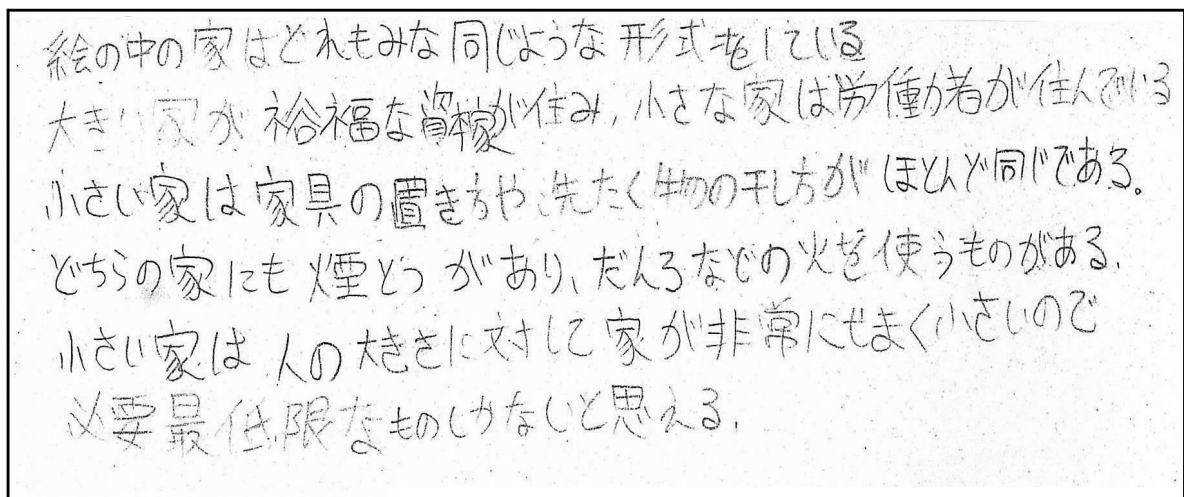 絵の中の家はどれもみな同じような形式をしている
大きい家が裕福な資本家が住み、小さな家は労働者が住んでいる
小さい家は家具の置き方や、洗たく物の干し方がほとんど同じである。
どちらの家にも煙とつがあり、だんろなどの火を使うものがある、
小さい家は人の大きさに対して家が非常にせまく小さいので
必要最低限なものしかないと思える、